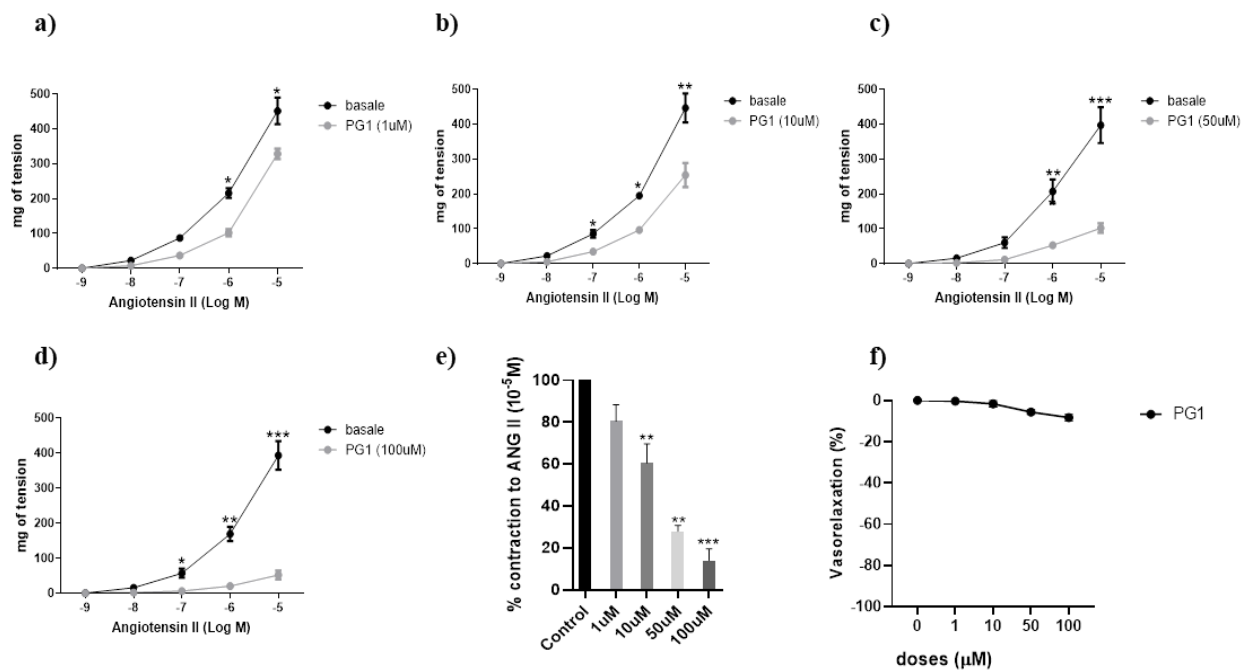 a)
500
400
300
200
100
0
mg of tension
*
*
-9 -8 -7 -6 -5
Angiotensin II (Log M)
basale
PG1 (1uM)
b)
500
400
300
200
100
0
mg of tension
*
*
**
-9 -8 -7 -6 -5
Angiotensin II (Log M)
basale
PG1 (10uM)
c)
500
400
300
200
100
0
mg of tension
**
***
-9 -8 -7 -6 -5
Angiotensin II (Log M)
basale
PG1 (50uM)
d)
500
400
300
200
100
0
mg of tension
*
**
***
-9 -8 -7 -6 -5
Angiotensin II (Log M)
basale
PG1 (100uM)
e)
100
80
60
40
20
0
% contraction to ANG II (10⁻⁵M)
**
**
***
Control 1uM 10uM 50uM 100uM
f)
0
-20
-40
-60
-80
-100
Vasorelaxation (%)
0 1 10 50 100
doses (µM)
PG1